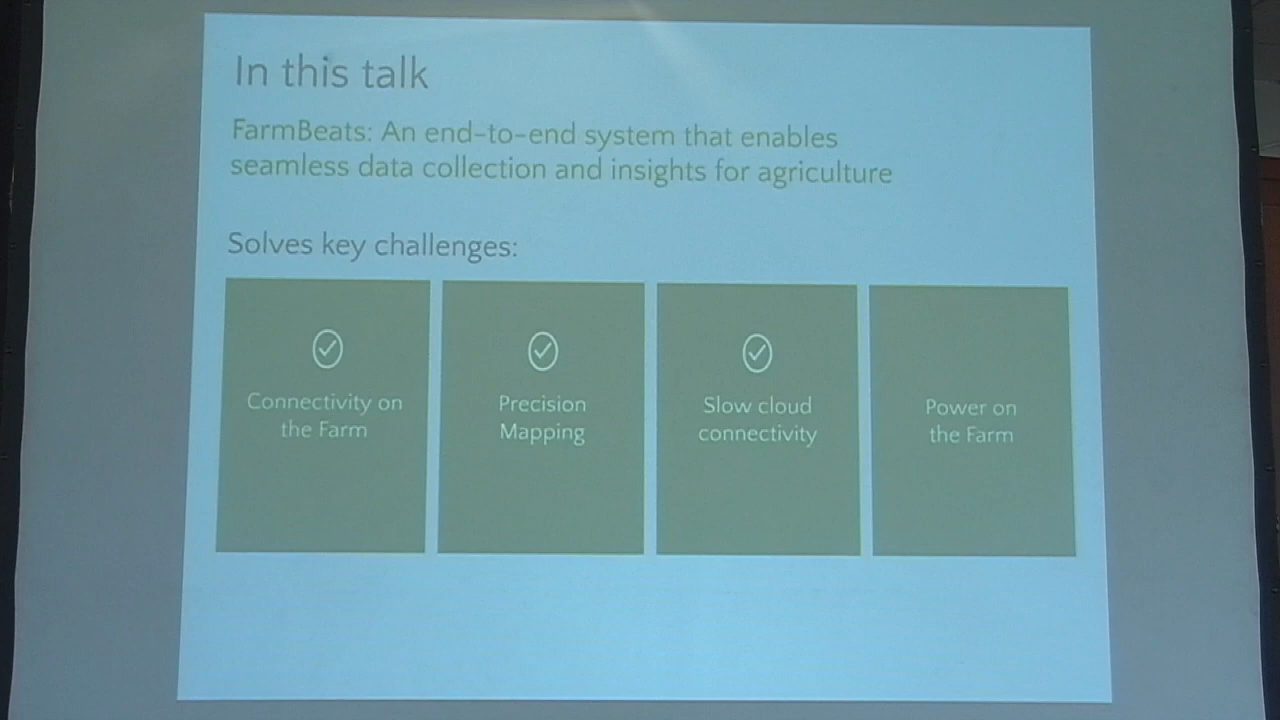 In this talk
FarmBeats: An end-to-end system that enables
seamless data collection and insights for agriculture
Solves key challenges:
Connectivity on
the Farm
Precision
Mapping
Slow cloud
connectivity
Power on
the Farm